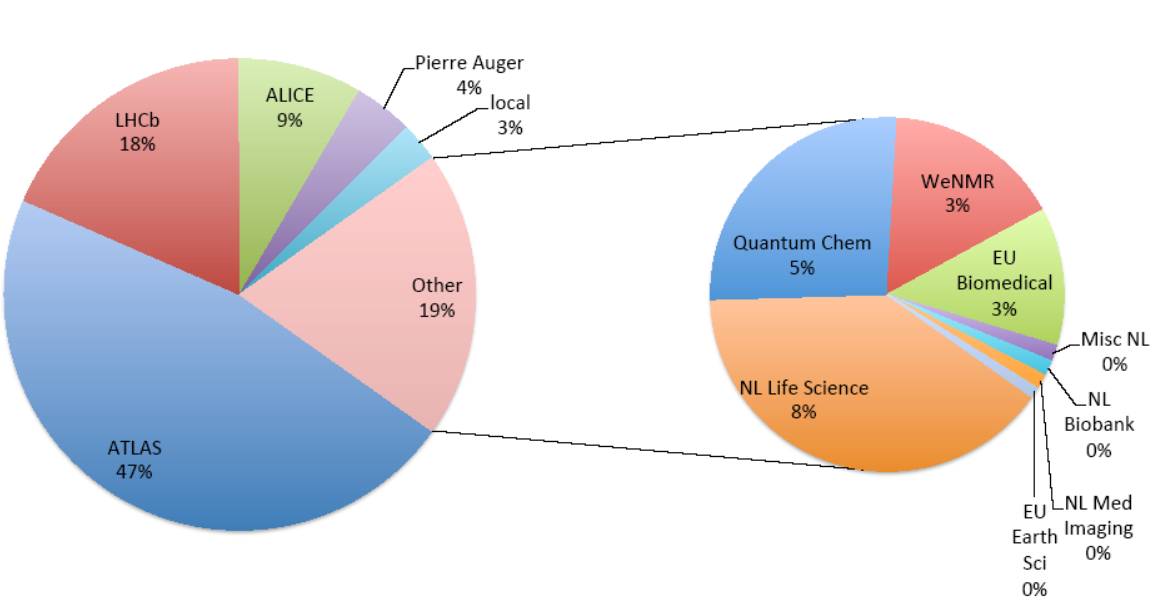 Pierre Auger
4%
local
3%
ALICE
9%
LHCb
18%
Other
19%
ATLAS
47%
WeNMR
3%
Quantum Chem
5%
EU
Biomedical
3%
Misc NL
0%
NL
Biobank
0%
NL Life Science
8%
NL Med
Imaging
0%
EU
Earth
Sci
0%